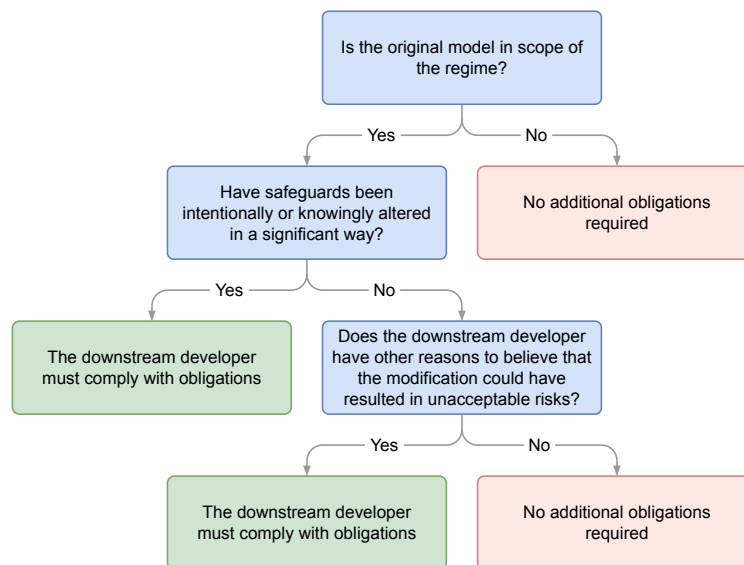 Is the original model in scope of
the regime?
Yes
No
Have safeguards been
intentionally or knowingly altered
in a significant way?
No additional obligations
required
Yes
No
The downstream developer
must comply with obligations
Does the downstream developer
have other reasons to believe that
the modification could have
resulted in unacceptable risks?
Yes
No
The downstream developer
must comply with obligations
No additional obligations
required